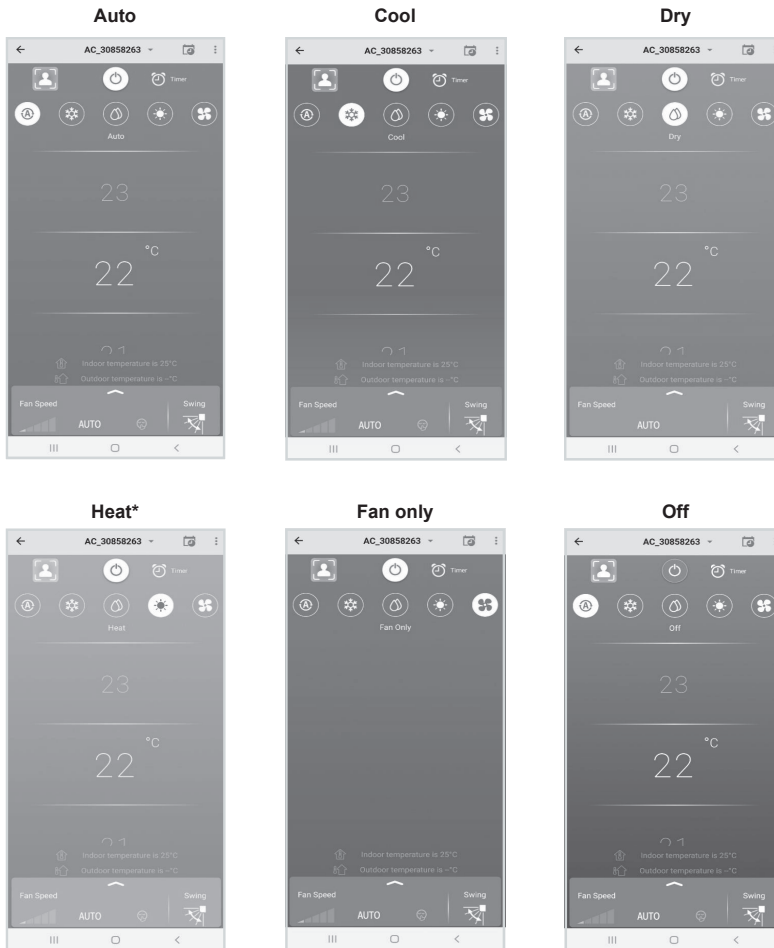 Auto
AC_30858263
Timer
Auto
23
°C
22
21
Indoor temperature is 25°C
Outdoor temperature is --°C
Fan Speed
Swing
AUTO
Cool
AC_30858263
Timer
Cool
23
°C
22
21
Indoor temperature is 25°C
Outdoor temperature is --°C
Fan Speed
Swing
AUTO
Dry
AC_30858263
Timer
Dry
23
°C
22
21
Indoor temperature is 25°C
Outdoor temperature is --°C
Fan Speed
Swing
AUTO
Heat*
AC_30858263
Timer
Heat
23
°C
22
21
Indoor temperature is 25°C
Outdoor temperature is --°C
Fan Speed
Swing
AUTO
Fan only
AC_30858263
Timer
Fan Only
Indoor temperature is 25°C
Outdoor temperature is --°C
Fan Speed
Swing
AUTO
Off
AC_30858263
Timer
Off
23
°C
22
21
Indoor temperature is 25°C
Outdoor temperature is --°C
Fan Speed
Swing
AUTO